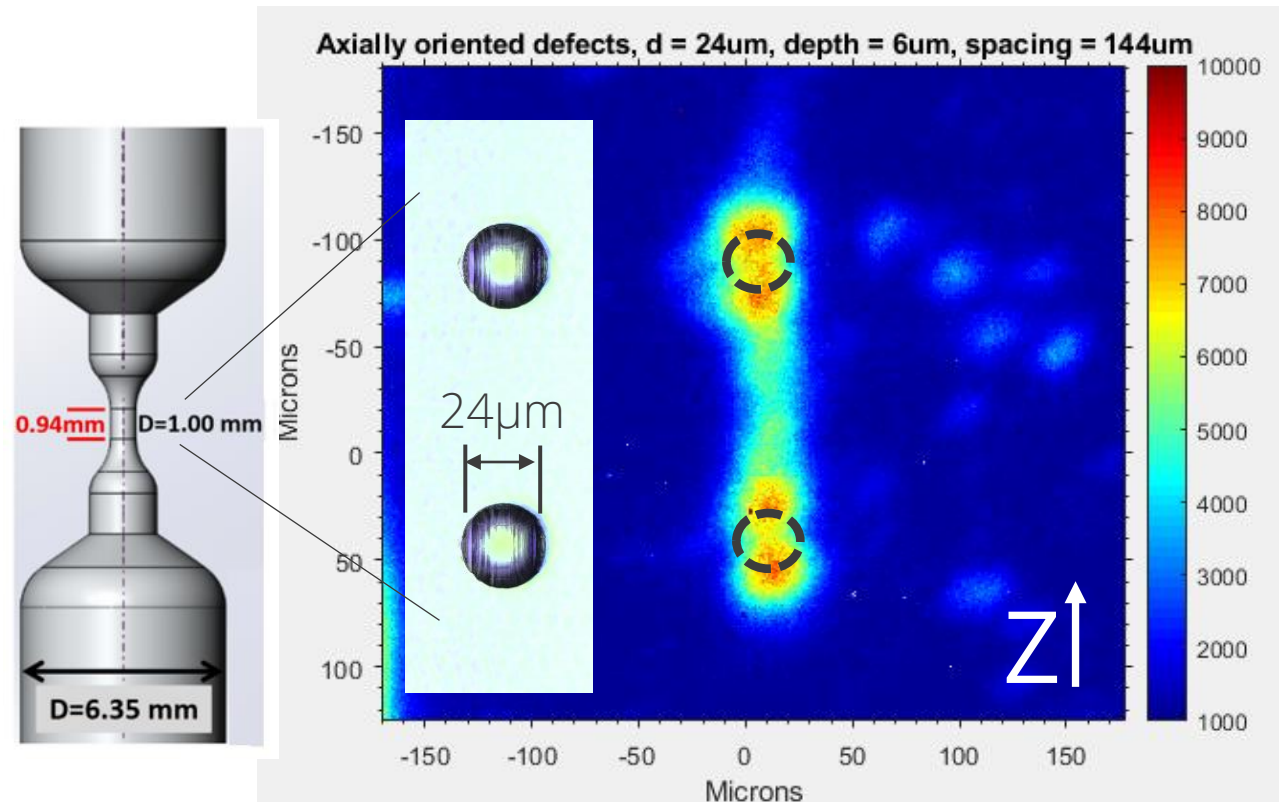 Axially oriented defects, d = 24um, depth = 6um, spacing = 144um
0.94mm
D=1.00 mm
D=6.35 mm
24μm
Z
Microns
-150
-100
-50
0
50
100
-150
-100
-50
0
50
100
150
Microns
10000
9000
8000
7000
6000
5000
4000
3000
2000
1000